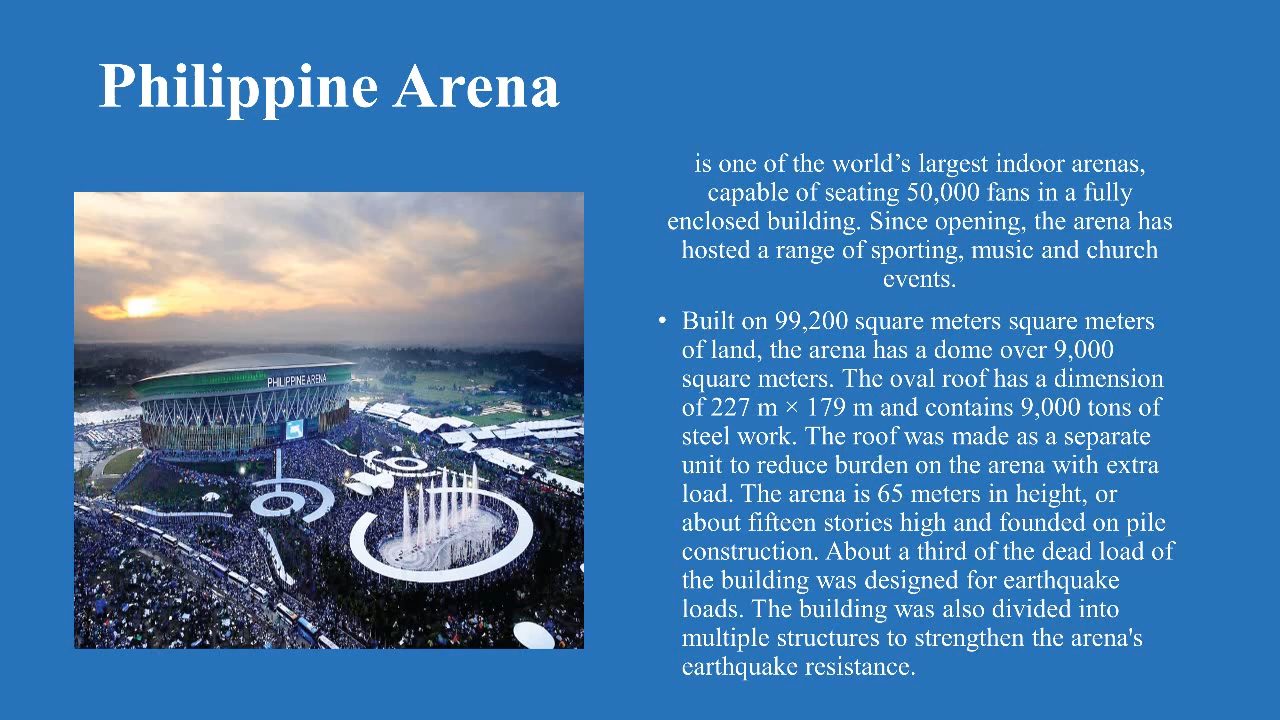 Philippine Arena
PHILIPPINE ARENA
is one of the world’s largest indoor arenas,
capable of seating 50,000 fans in a fully
enclosed building. Since opening, the arena has
hosted a range of sporting, music and church
events.
• Built on 99,200 square meters square meters
of land, the arena has a dome over 9,000
square meters. The oval roof has a dimension
of 227 m × 179 m and contains 9,000 tons of
steel work. The roof was made as a separate
unit to reduce burden on the arena with extra
load. The arena is 65 meters in height, or
about fifteen stories high and founded on pile
construction. About a third of the dead load of
the building was designed for earthquake
loads. The building was also divided into
multiple structures to strengthen the arena's
earthquake resistance.